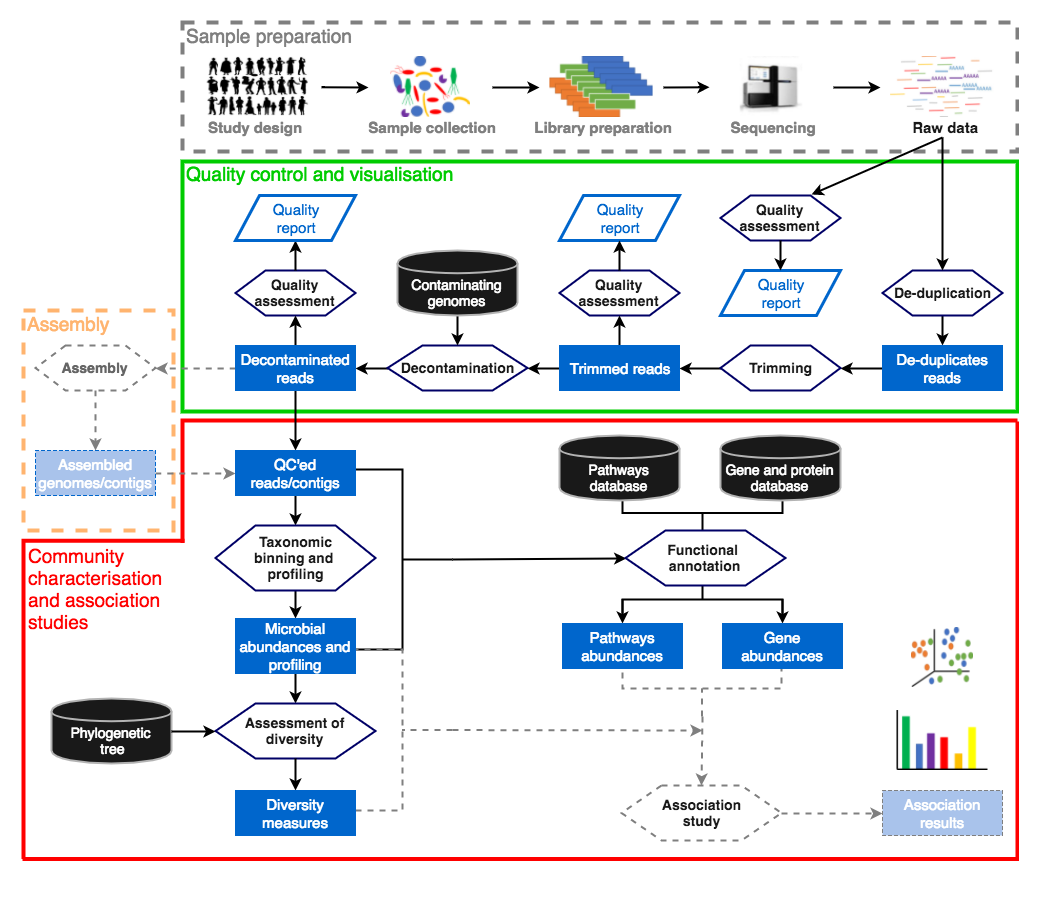 Sample preparation
Study design
Sample collection
Library preparation
Sequencing
Raw data
Quality control and visualisation
Quality
report
Quality
report
Quality
assessment
Quality
assessment
Contaminating
genomes
Quality
assessment
Quality
report
De-duplication
Assembly
Assembly
Decontaminated
reads
Decontamination
Trimmed reads
Trimming
De-duplicates
reads
Assembled
genomes/contigs
QC'ed
reads/contigs
Pathways
database
Gene and protein
database
Community
characterisation
and association
studies
Taxonomic
binning and
profiling
Functional
annotation
Microbial
abundances and
profiling
Pathways
abundances
Gene
abundances
Phylogenetic
tree
Assessment of
diversity
Diversity
measures
Association
study
Association
results